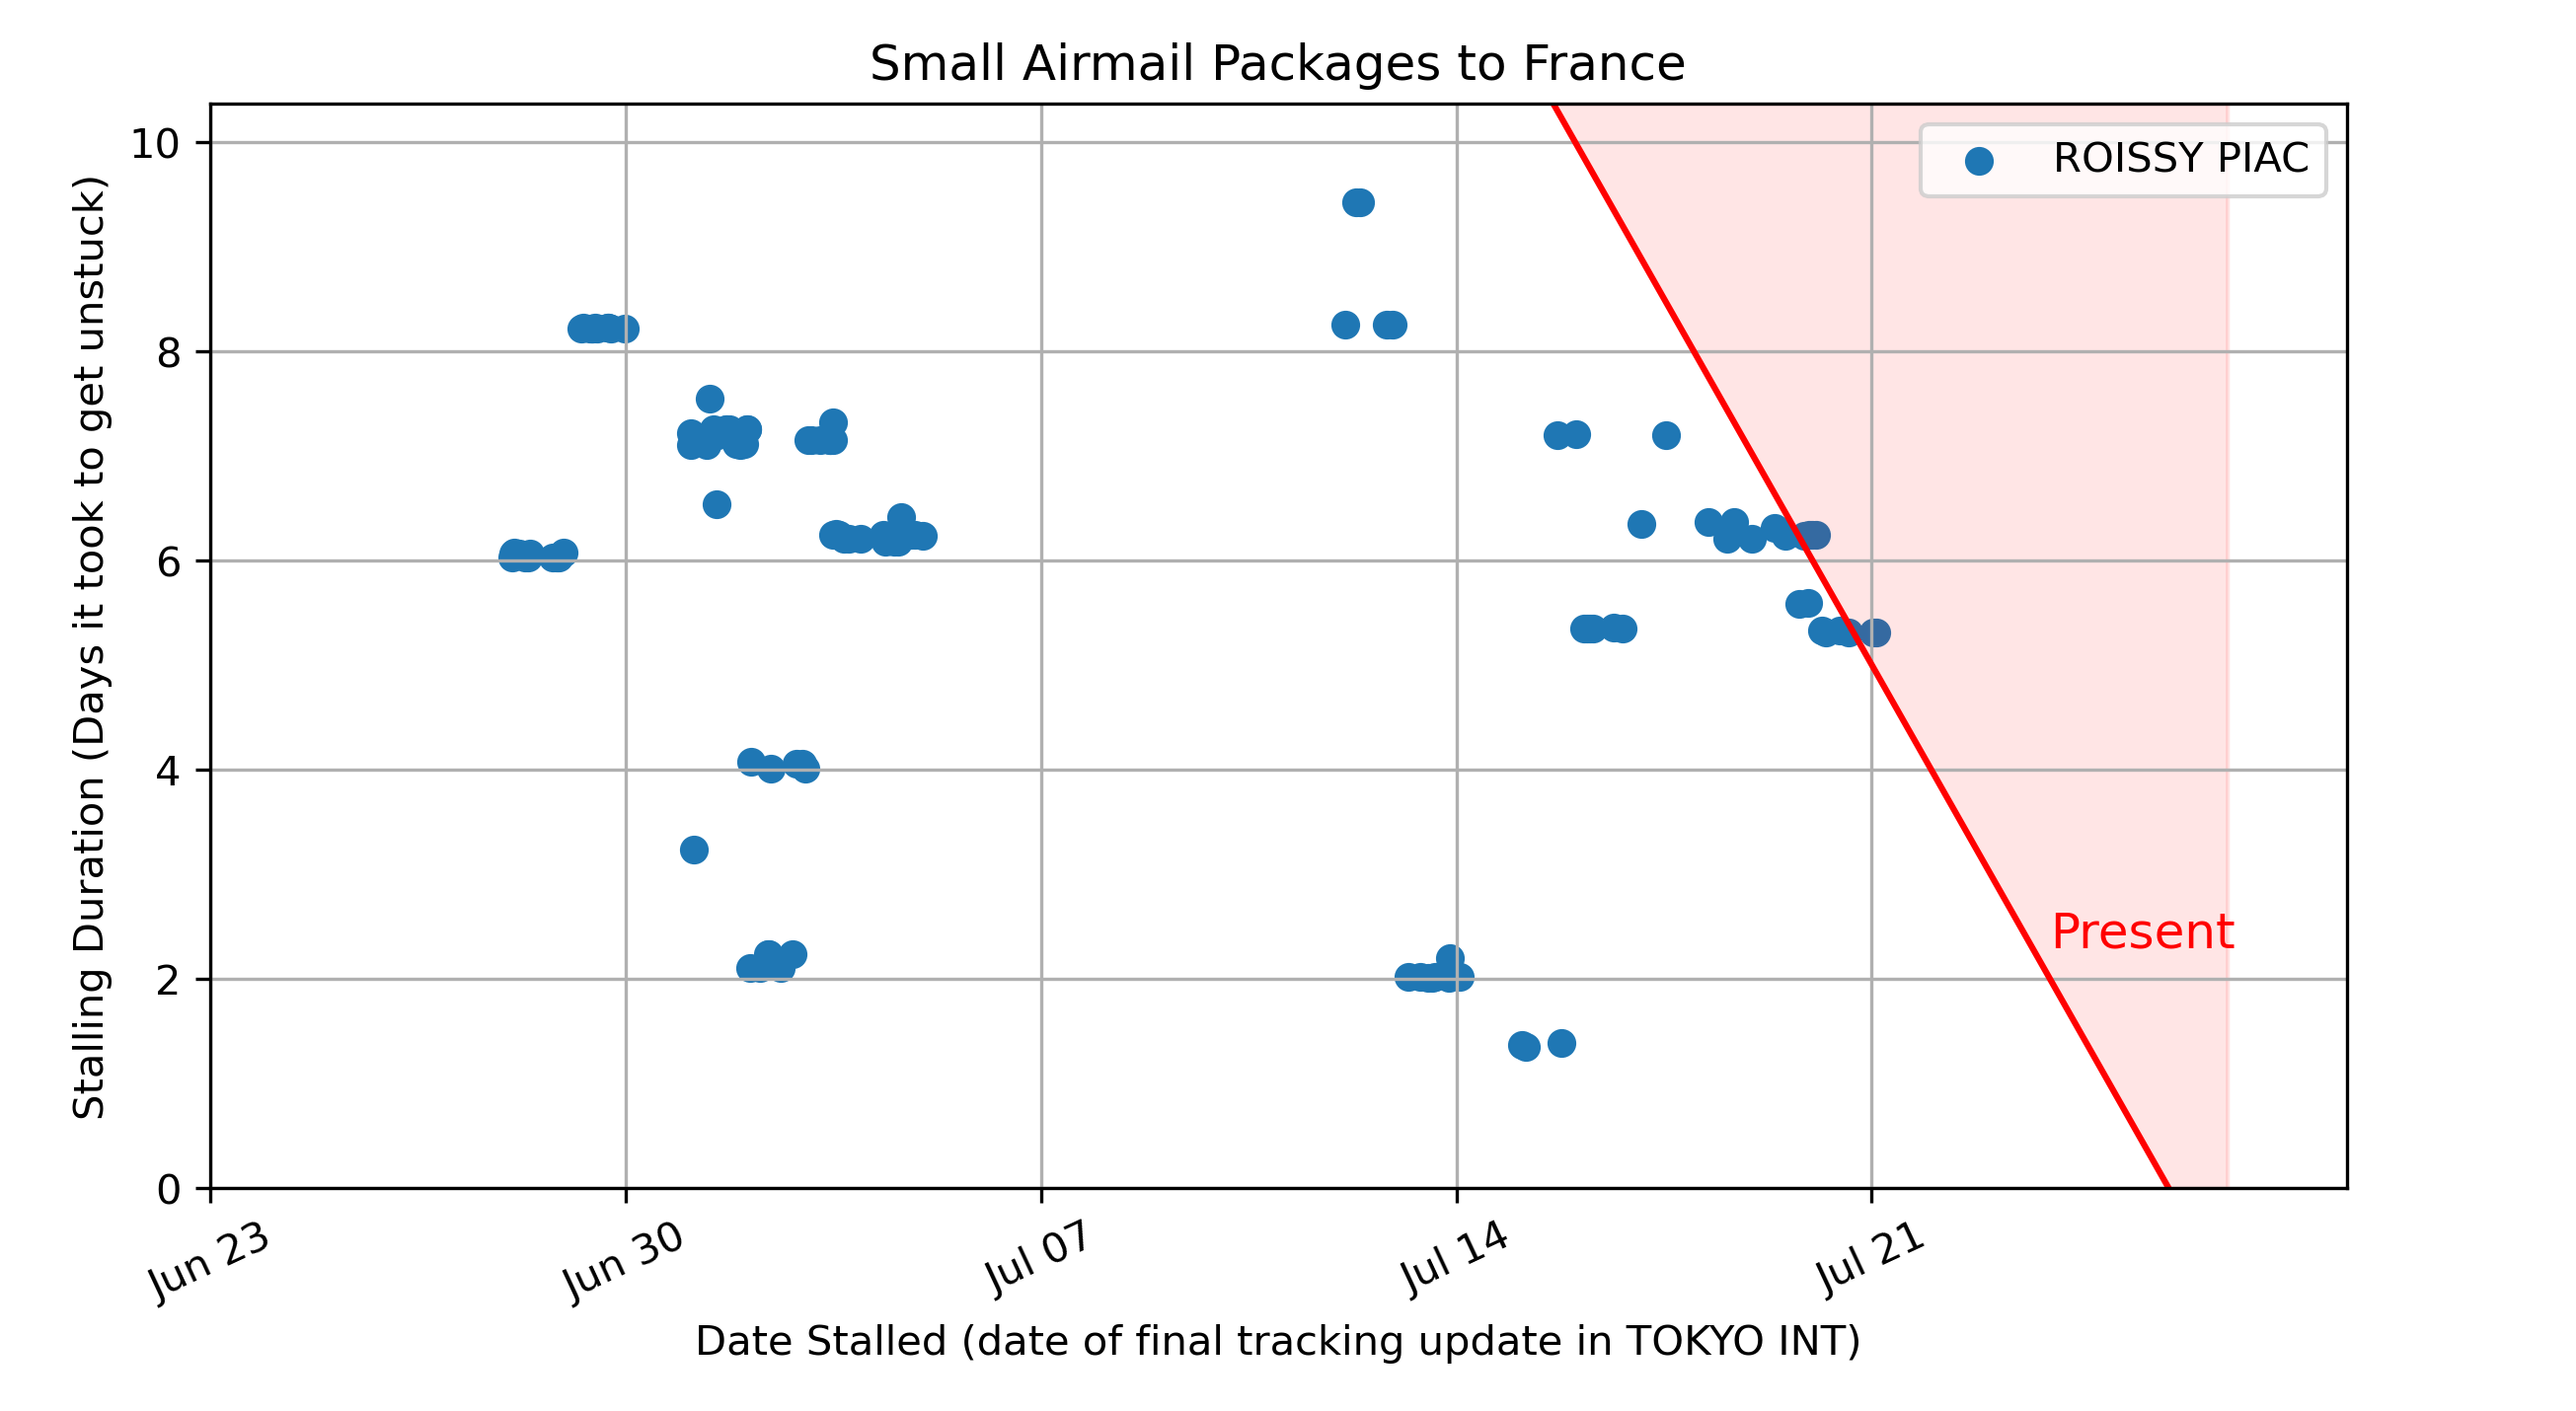 Small Airmail Packages to France
Stalling Duration (Days it took to get unstuck)
10
8
6
4
2
0
ROISSY PIAC
Present
Jun 23
Jun 30
Jul 07
Jul 14
Jul 21
Date Stalled (date of final tracking update in TOKYO INT)